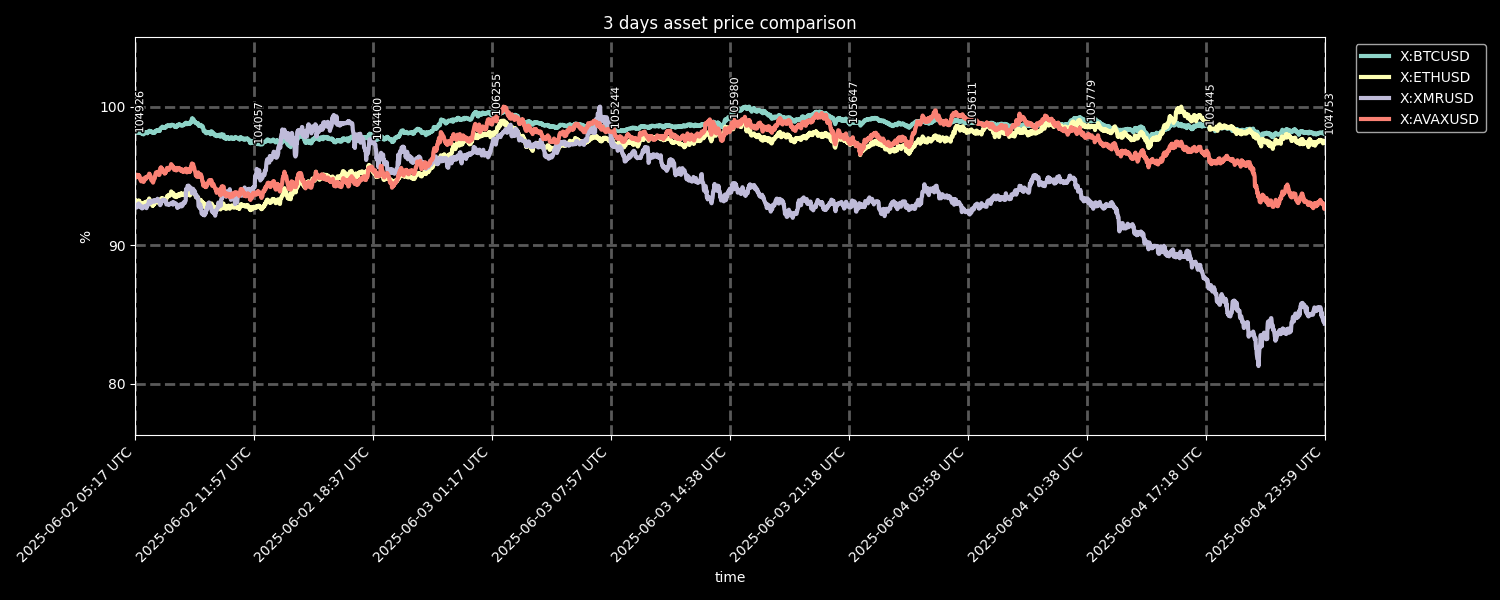 3 days asset price comparison
X:BTCUSD
X:ETHUSD
X:XMRUSD
X:AVAXUSD
100
90
80
%
104926
104057
104400
106255
105244
105980
105647
105611
105779
105445
104753
2025-06-02 05:17 UTC
2025-06-02 11:57 UTC
2025-06-02 18:37 UTC
2025-06-03 01:17 UTC
2025-06-03 07:57 UTC
2025-06-03 14:38 UTC
2025-06-03 21:18 UTC
2025-06-04 03:58 UTC
2025-06-04 10:38 UTC
2025-06-04 17:18 UTC
2025-06-04 23:59 UTC
time